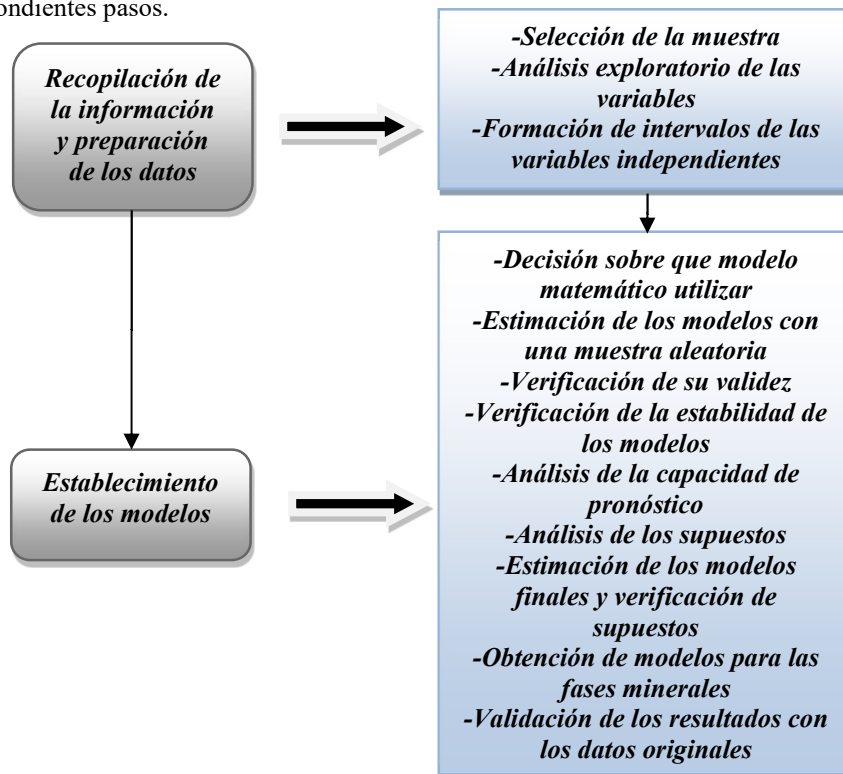 ondientes pasos.
Recopilación de
la información
y preparación
de los datos
-Selección de la muestra
-Análisis exploratorio de las
variables
-Formación de intervalos de las
variables independientes
-Decisión sobre que modelo
matemático utilizar
-Estimación de los modelos con
una muestra aleatoria
-Verificación de su validez
-Verificación de la estabilidad de
los modelos
-Análisis de la capacidad de
pronóstico
-Análisis de los supuestos
-Estimación de los modelos
finales y verificación de
supuestos
-Obtención de modelos para las
fases minerales
-Validación de los resultados con
los datos originales
Establecimiento
de los modelos